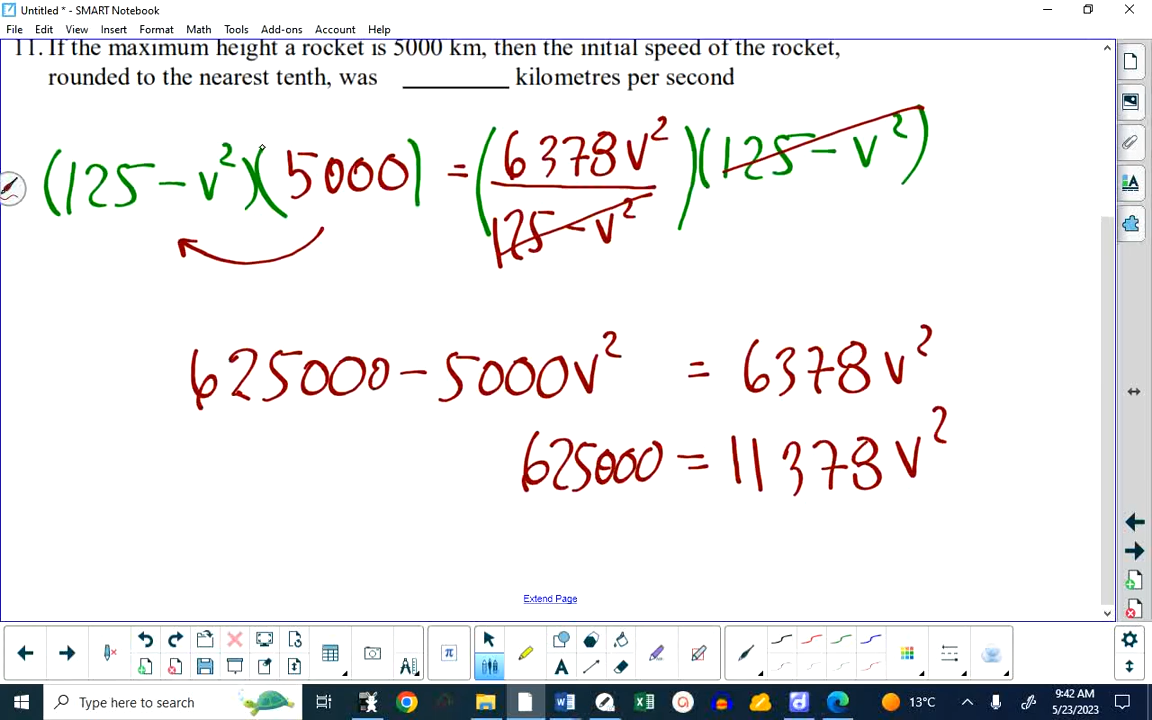 Untitled * - SMART Notebook
File Edit View Insert Format Math Tools Add-ons Account Help
11. If the maximum height a rocket is 5000 km, then the initial speed of the rocket,
rounded to the nearest tenth, was ________ kilometres per second
(125 - v²)(5000) = (6378v² / 125 - v²)(125 - v²)
625000 - 5000v² = 6378v²
625000 = 11378v²
Extend Page
Type here to search
13°C
9:42 AM
5/23/2023